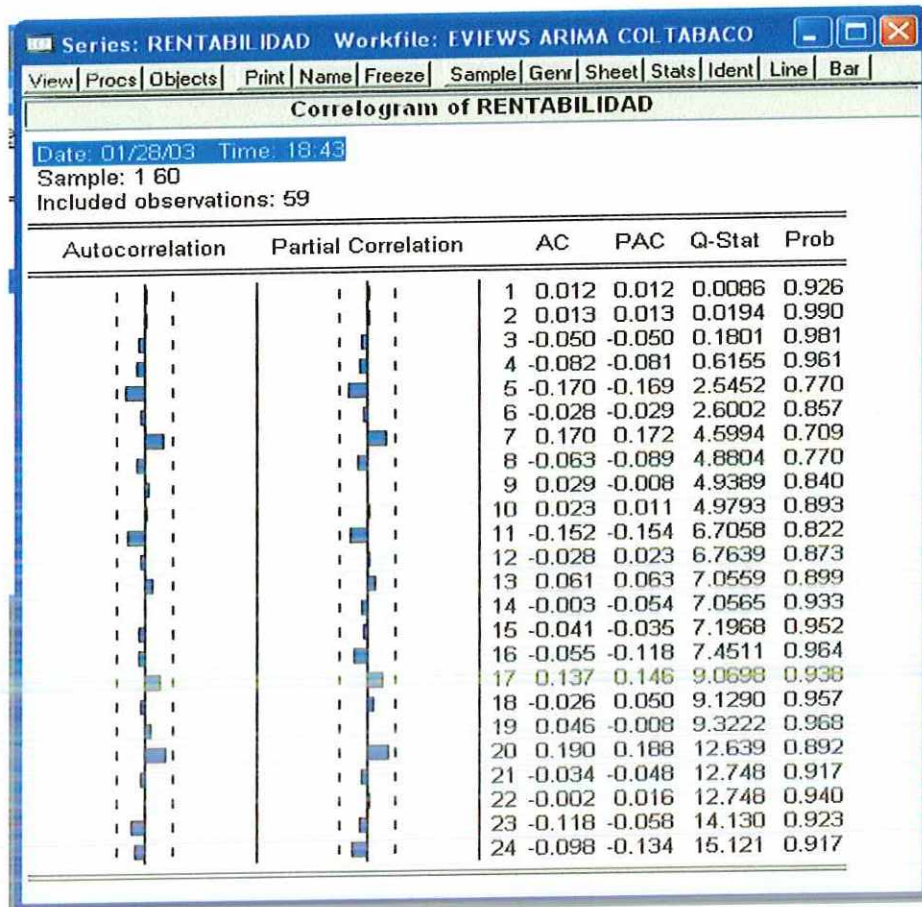 Series: RENTABILIDAD Workfile: EVIEWS ARIMA COLTABACO
View Procs Objects Print Name Freeze Sample Genr Sheet Stats Ident Line Bar
Correlogram of RENTABILIDAD
Date: 01/28/03 Time: 18:43
Sample: 1 60
Included observations: 59
Autocorrelation Partial Correlation AC PAC Q-Stat Prob
1 0.012 0.012 0.0086 0.926
2 0.013 0.013 0.0194 0.990
3 -0.050 -0.050 0.1801 0.981
4 -0.082 -0.081 0.6155 0.961
5 -0.170 -0.169 2.5452 0.770
6 -0.028 -0.029 2.6002 0.857
7 0.170 0.172 4.5994 0.709
8 -0.063 -0.089 4.8804 0.770
9 0.029 -0.008 4.9389 0.840
10 0.023 0.011 4.9793 0.893
11 -0.152 -0.154 6.7058 0.822
12 -0.028 0.023 6.7639 0.873
13 0.061 0.063 7.0559 0.899
14 -0.003 -0.054 7.0565 0.933
15 -0.041 -0.035 7.1968 0.952
16 -0.055 -0.118 7.4511 0.964
17 0.137 0.146 9.0698 0.938
18 -0.026 0.050 9.1290 0.957
19 0.046 -0.008 9.3222 0.968
20 0.190 0.188 12.639 0.892
21 -0.034 -0.048 12.748 0.917
22 -0.002 0.016 12.748 0.940
23 -0.118 -0.058 14.130 0.923
24 -0.098 -0.134 15.121 0.917